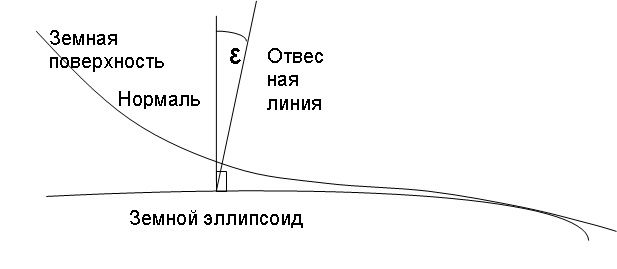 Земная
поверхность
Нормаль
ε
Отвес
ная
линия
Земной эллипсоид